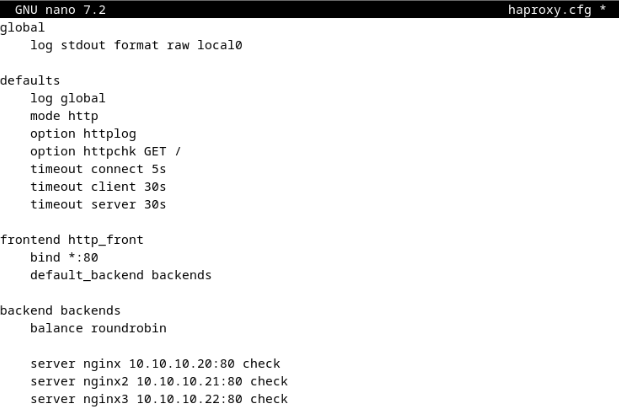 GNU nano 7.2 haproxy.cfg *
global
    log stdout format raw local0

defaults
    log global
    mode http
    option httplog
    option httpchk GET /
    timeout connect 5s
    timeout client 30s
    timeout server 30s

frontend http_front
    bind *:80
    default_backend backends

backend backends
    balance roundrobin

    server nginx 10.10.10.20:80 check
    server nginx2 10.10.10.21:80 check
    server nginx3 10.10.10.22:80 check